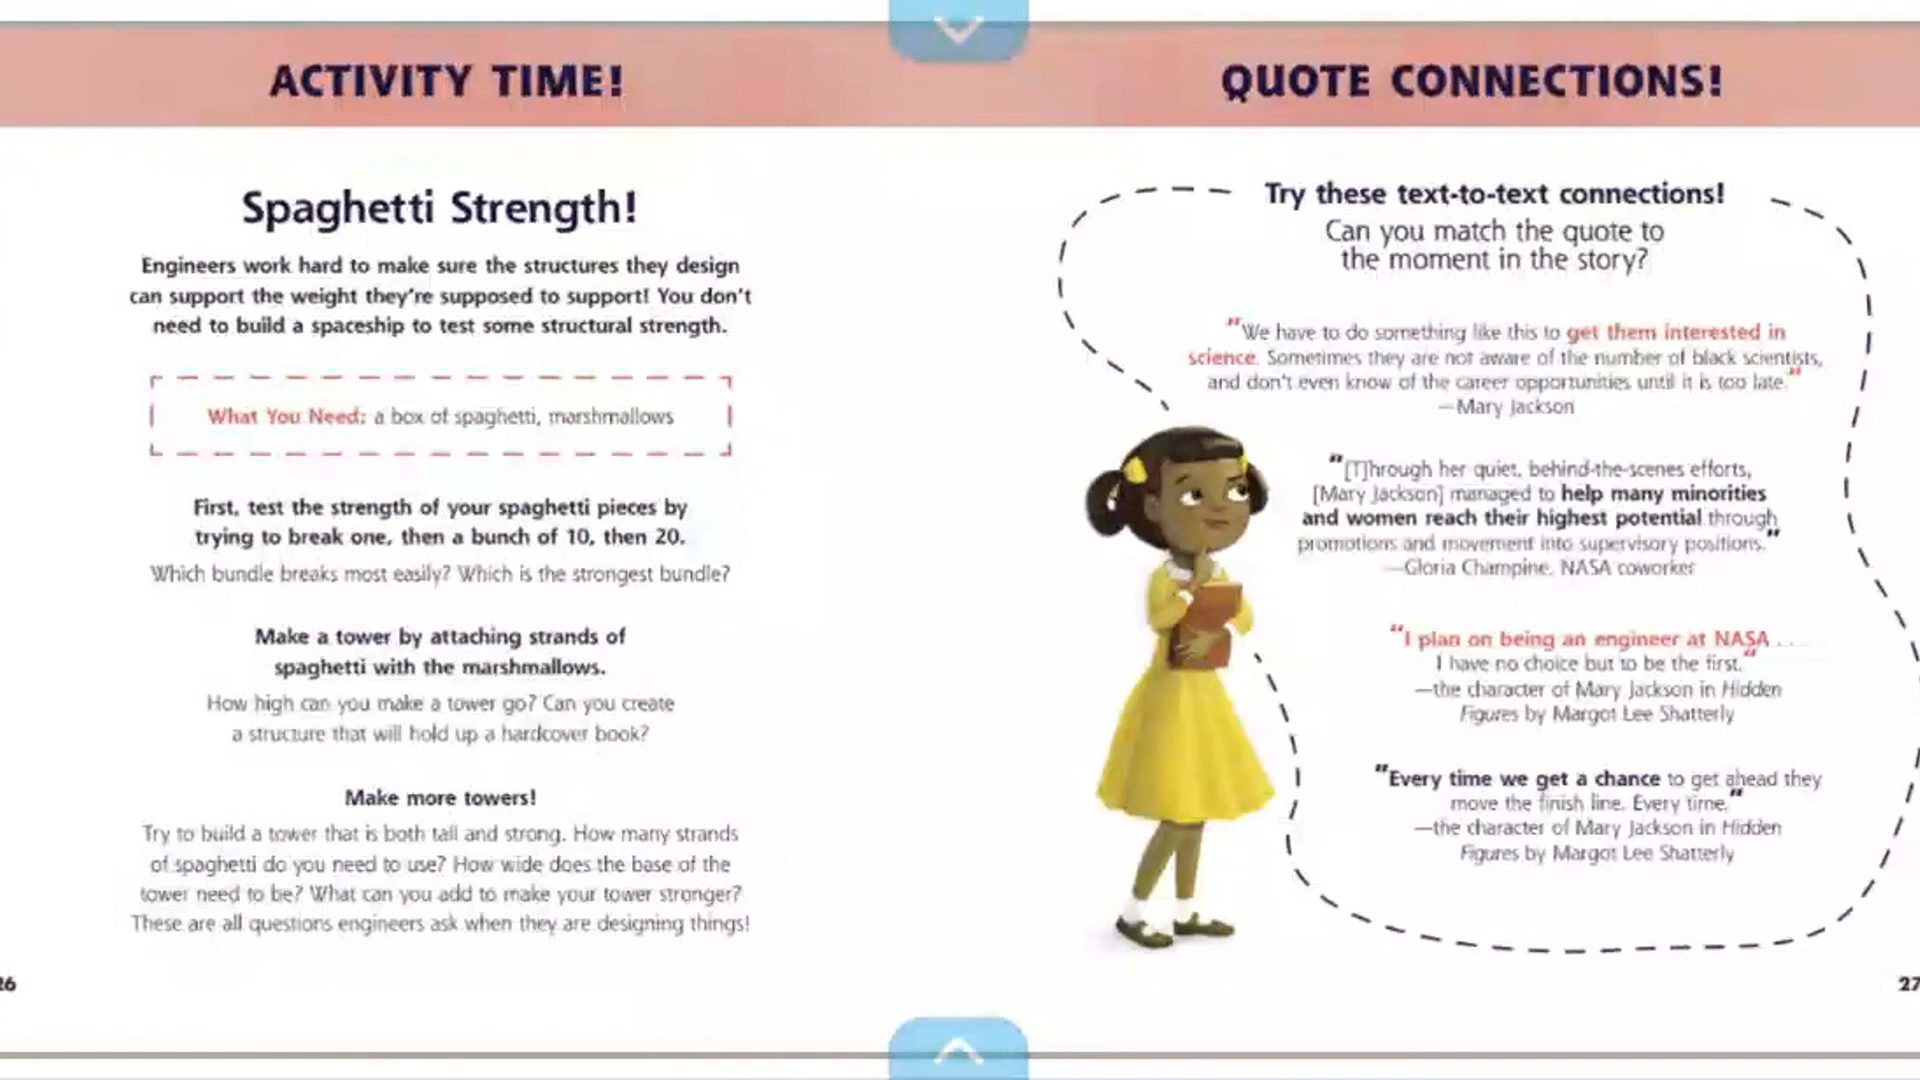 ACTIVITY TIME!
Spaghetti Strength!
Engineers work hard to make sure the structures they design
can support the weight they're supposed to support! You don't
need to build a spaceship to test some structural strength.
What You Need: a box of spaghetti, marshmallows
First, test the strength of your spaghetti pieces by
trying to break one, then a bunch of 10, then 20.
Which bundle breaks most easily? Which is the strongest bundle?
Make a tower by attaching strands of
spaghetti with the marshmallows.
How high can you make a tower go? Can you create
a structure that will hold up a hardcover book?
Make more towers!
Try to build a tower that is both tall and strong. How many strands
of spaghetti do you need to use? How wide does the base of the
tower need to be? What can you add to make your tower stronger?
These are all questions engineers ask when they are designing things!
26
QUOTE CONNECTIONS!
Try these text-to-text connections!
Can you match the quote to
the moment in the story?
"We have to do something like this to get them interested in
science. Sometimes they are not aware of the number of black scientists,
and don't even know of the career opportunities until it is too late."
—Mary Jackson
"[T]hrough her quiet, behind-the-scenes efforts,
[Mary Jackson] managed to help many minorities
and women reach their highest potential through
promotions and movement into supervisory positions."
—Gloria Champine, NASA coworker
"I plan on being an engineer at NASA . . . .
I have no choice but to be the first."
—the character of Mary Jackson in Hidden
Figures by Margot Lee Shatterly
"Every time we get a chance to get ahead they
move the finish line. Every time."
—the character of Mary Jackson in Hidden
Figures by Margot Lee Shatterly
27